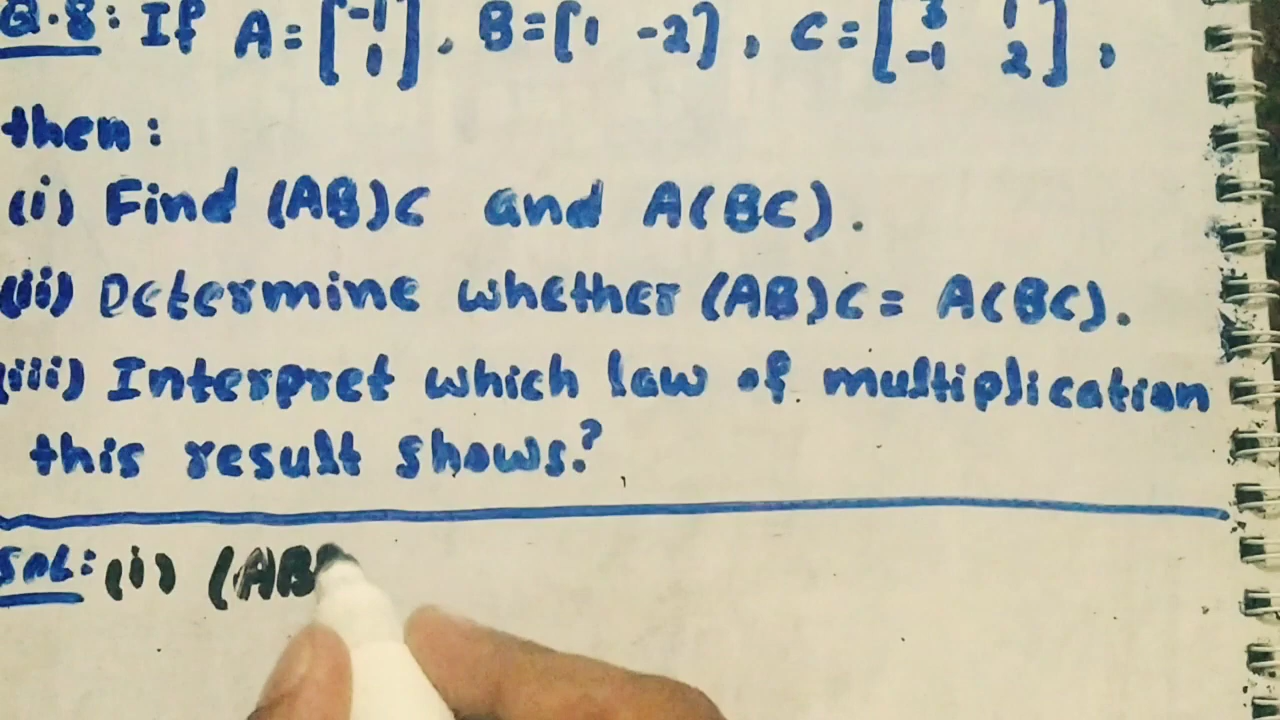 Q.8: If A=[-1 1], B=[1 -2], C=[3 1 -1 2],
then:
(i) Find (AB)C and A(BC).
(ii) Determine whether (AB)C= A(BC).
(iii) Interpret which law of multiplication
this result shows?
Sol: (i) (AB